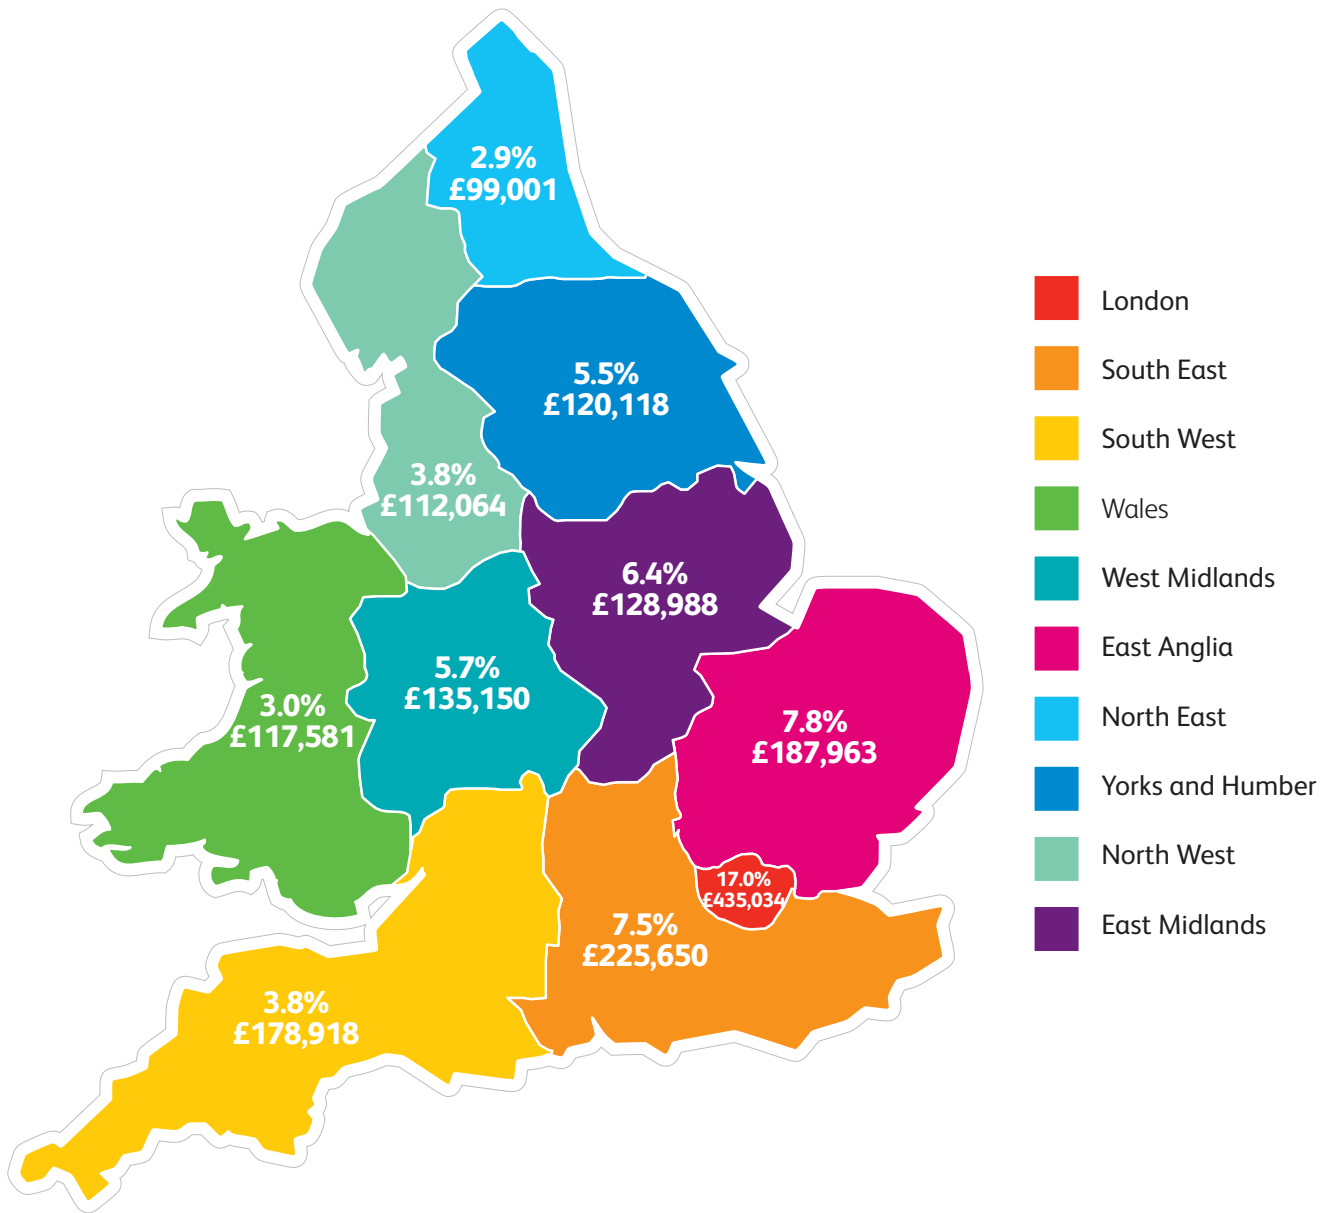 2.9%
£99,001
5.5%
£120,118
3.8%
£112,064
6.4%
£128,988
5.7%
£135,150
3.0%
£117,581
7.8%
£187,963
17.0%
£435,034
7.5%
£225,650
3.8%
£178,918
London
South East
South West
Wales
West Midlands
East Anglia
North East
Yorks and Humber
North West
East Midlands